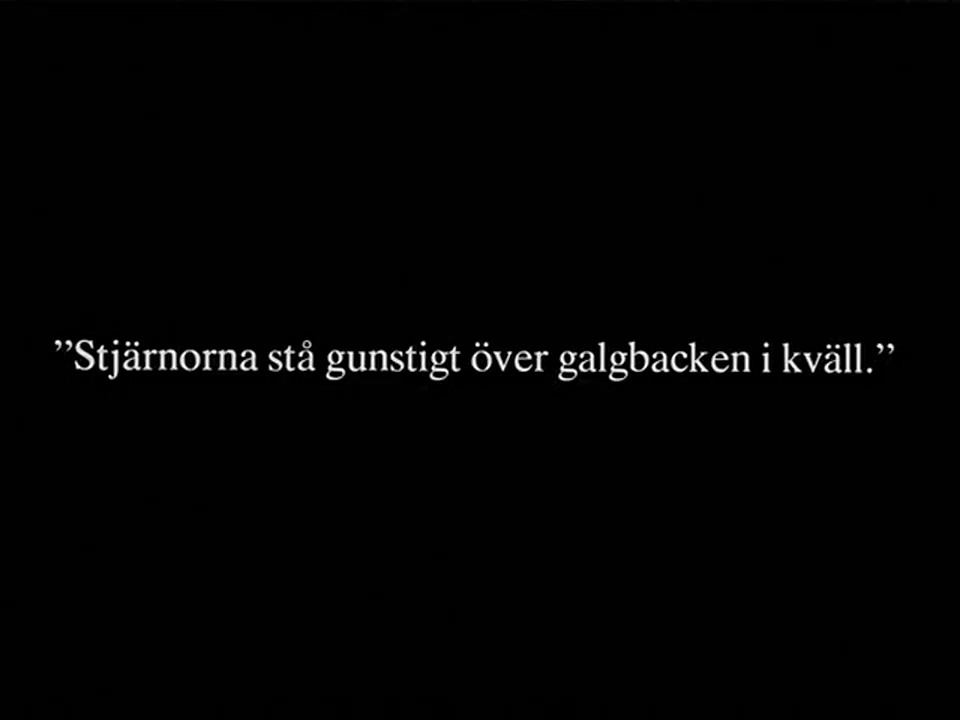 ”Stjärnorna stå gunstigt över galgbacken i kväll.”